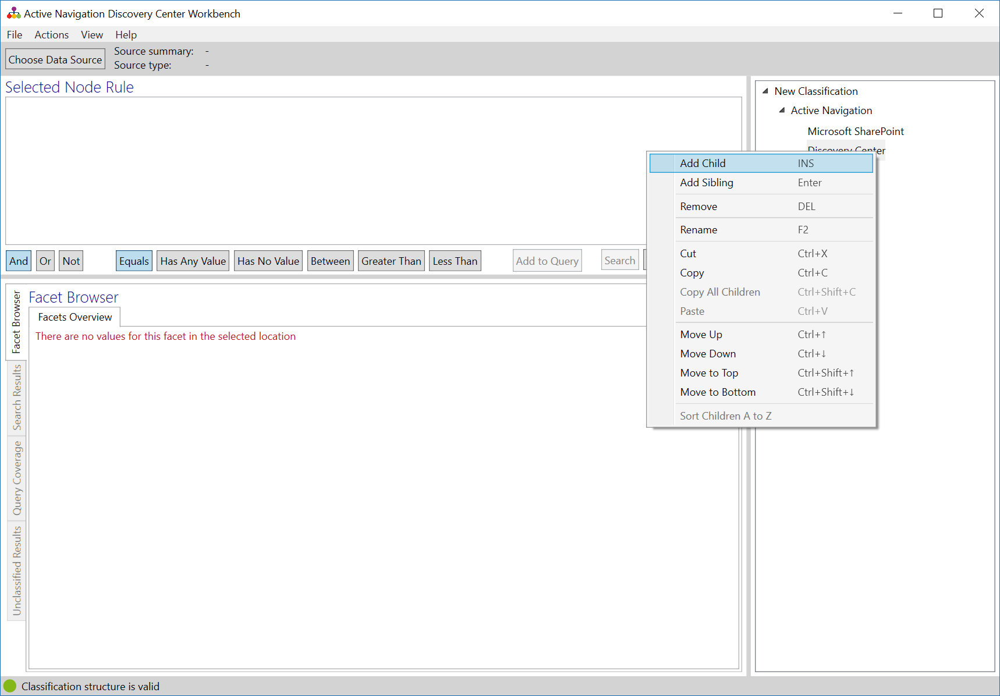 Active Navigation Discovery Center Workbench
File Actions View Help
Choose Data Source
Source summary: -
Source type: -
Selected Node Rule
New Classification
Active Navigation
Microsoft SharePoint
Discovery Center
Add Child INS
Add Sibling Enter
Remove DEL
Rename F2
Cut Ctrl+X
Copy Ctrl+C
Copy All Children Ctrl+Shift+C
Paste Ctrl+V
Move Up Ctrl+↑
Move Down Ctrl+↓
Move to Top Ctrl+Shift+↑
Move to Bottom Ctrl+Shift+↓
Sort Children A to Z
And Or Not Equals Has Any Value Has No Value Between Greater Than Less Than Add to Query Search
Facet Browser
Search Results
Query Coverage
Unclassified Results
Facet Browser
Facets Overview
There are no values for this facet in the selected location
Classification structure is valid